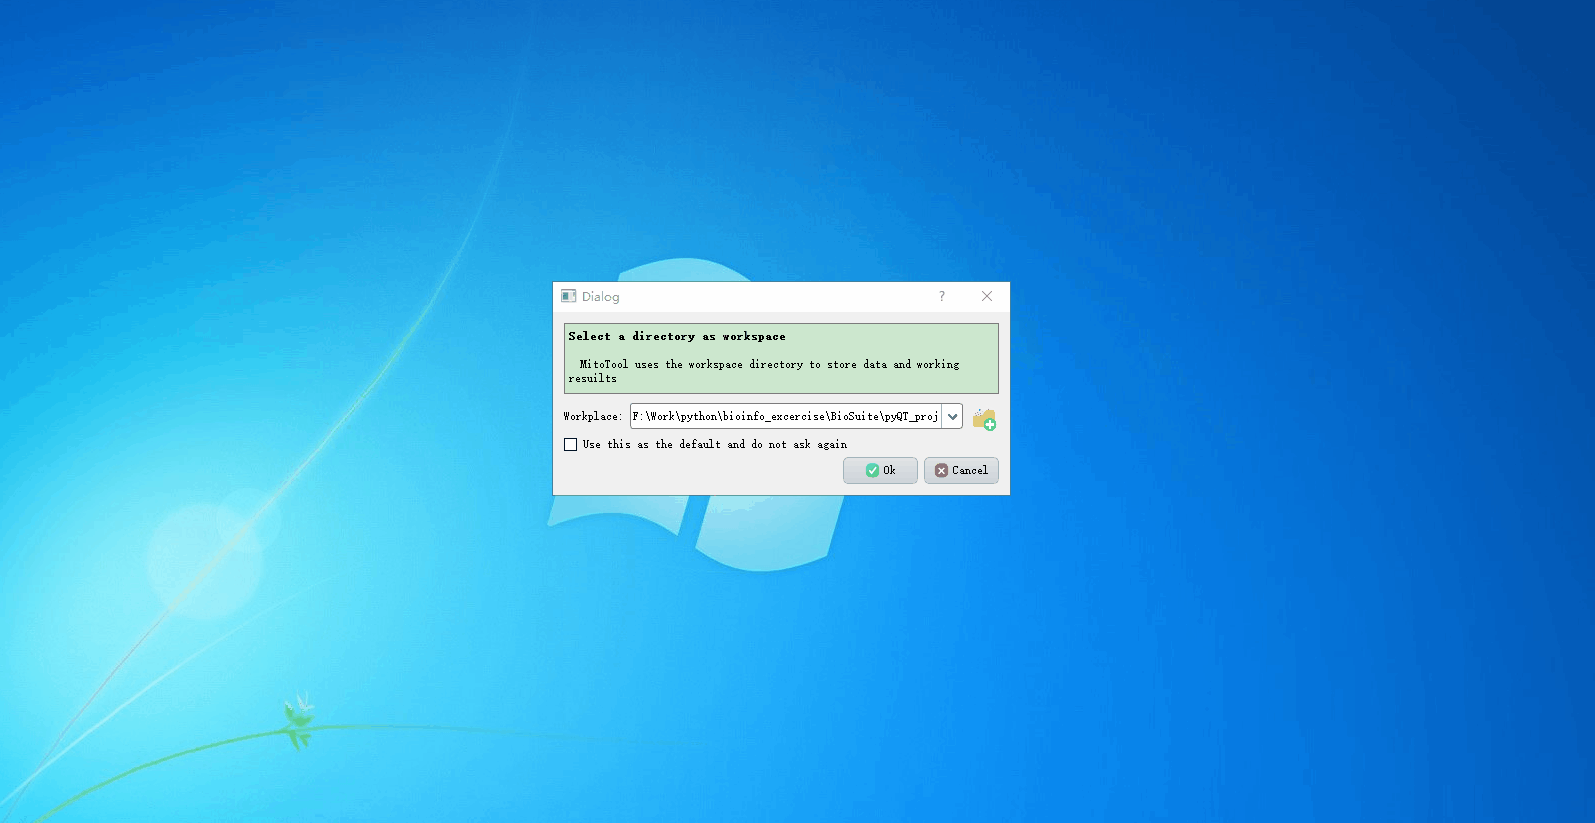 Dialog
?
Select a directory as workspace
MitoTool uses the workspace directory to store data and working
resuilts
Workplace: F:\Work\python\bioinfo_excercise\BioSuite\pyQT_proj
Use this as the default and do not ask again
Ok Cancel